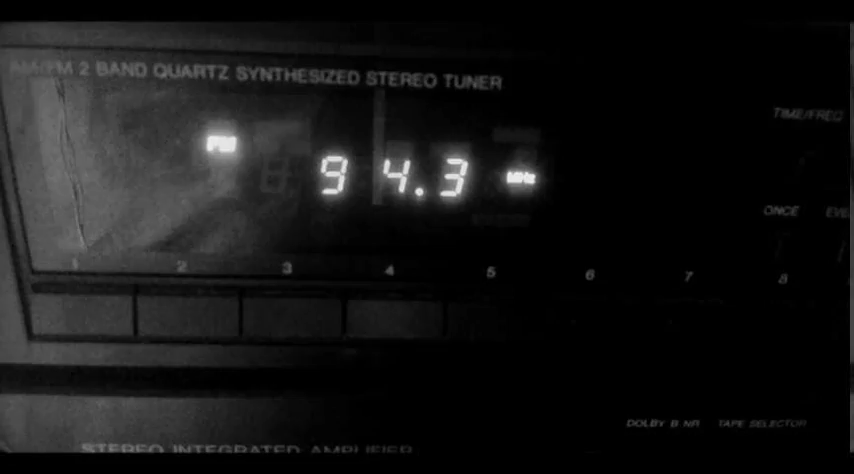 AM/FM 2 BAND QUARTZ SYNTHESIZED STEREO TUNER
TIME/FREQ
FM 94.3 MHz
ONCE
1 2 3 4 5 6 7 8
DOLBY B NR TAPE SELECTOR
STEREO INTEGRATED AMPLIFIER